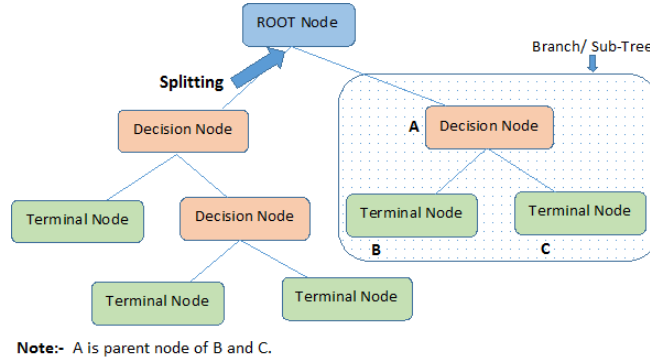 ROOT Node
Branch/ Sub-Tree
Splitting
Decision Node
A Decision Node
Terminal Node
Decision Node
Terminal Node
Terminal Node
B
C
Terminal Node
Terminal Node
Note:- A is parent node of B and C.